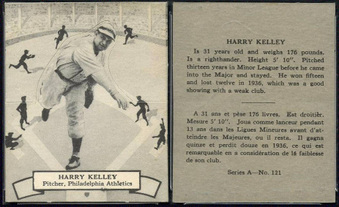 HARRY KELLEY
Pitcher, Philadelphia Athletics
HARRY KELLEY
Is 31 years old and weighs 176 pounds.
Is a righthander. Height 5' 10". Pitched
thirteen years in Minor League before he came
into the Major and stayed. He won fifteen
and lost twelve in 1936, which was a good
showing with a weak club.
A 31 ans et pèse 176 livres. Est droitier.
Mesure 5' 10". Joua comme lanceur pendant
13 ans dans les Ligues Mineures avant d'at-
teindre les Majeures, ou il resta. Il gagna
quinze et perdit douze en 1936, ce qui est
remarquable en a considération de la faiblesse
de son club.
Series A—No. 121